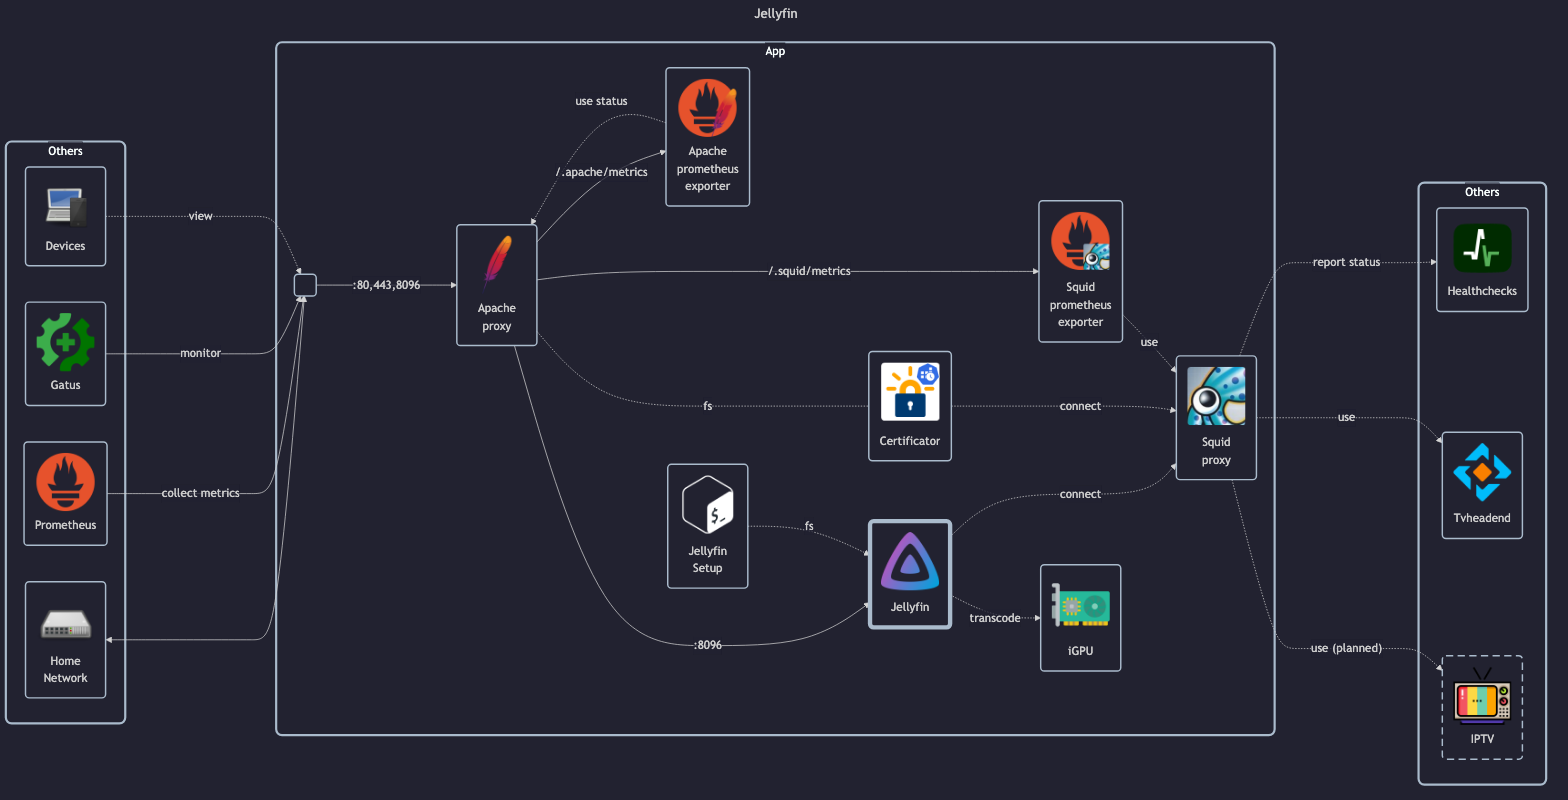 Jellyfin
App
use status
Apache
prometheus
exporter
/.apache/metrics
Others
Devices
view
:80,443,8096
Apache
proxy
/.squid/metrics
Squid
prometheus
exporter
use
Others
report status
Healthchecks
Gatus
monitor
fs
Certificator
connect
Squid
proxy
use
Tvheadend
Prometheus
collect metrics
$_
Jellyfin
Setup
fs
connect
Jellyfin
transcode
iGPU
:8096
Home
Network
use (planned)
IPTV